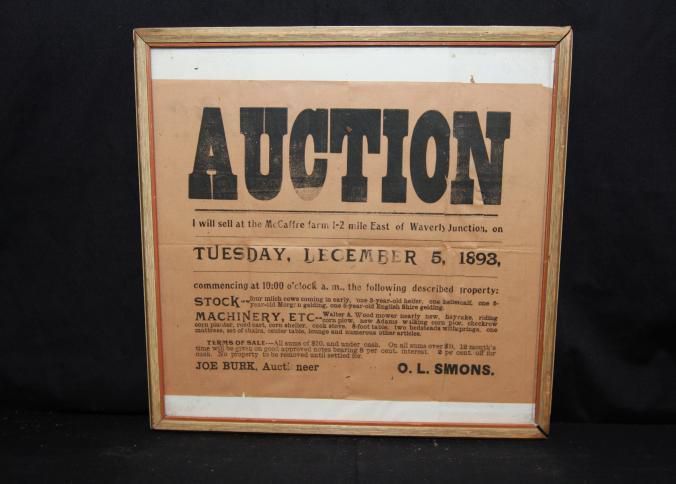 AUCTION
I will sell at the McCaffre farm 1-2 mile East of Waverly Junction, on
TUESDAY, DECEMBER 5, 1893,
commencing at 10:00 o'clock a. m., the following described property:
STOCK--four milch cows coming in early, one 3-year-old heifer, one heifercalf, one 8-
year-old Morgan gelding, one 6-year-old English Shire gelding.
MACHINERY, ETC--Walter A. Wood mower nearly new, hayrake, riding
corn plow, new Adams walking corn plow, checkrow
corn planter, road cart, corn sheller, cook stove, 8-foot table, two bedsteads with springs, one
mattress, set of chairs, center table, lounge and numerous other articles.
TERMS OF SALE---All sums of $10, and under cash. On all sums over $10, 12 month's
time will be given on good approved notes bearing 8 per cent. interest. 2 per cent. off for
cash. No property to be removed until settled for.
JOE BURK, Auctioneer
O. L. SIMONS.